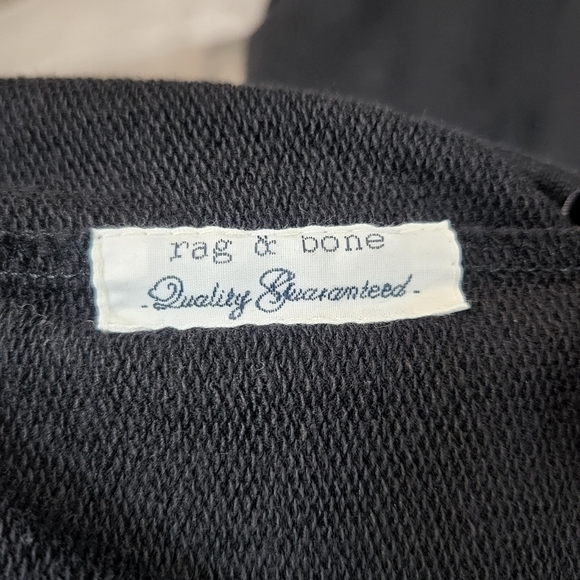 rag & bone
-Quality Guaranteed-